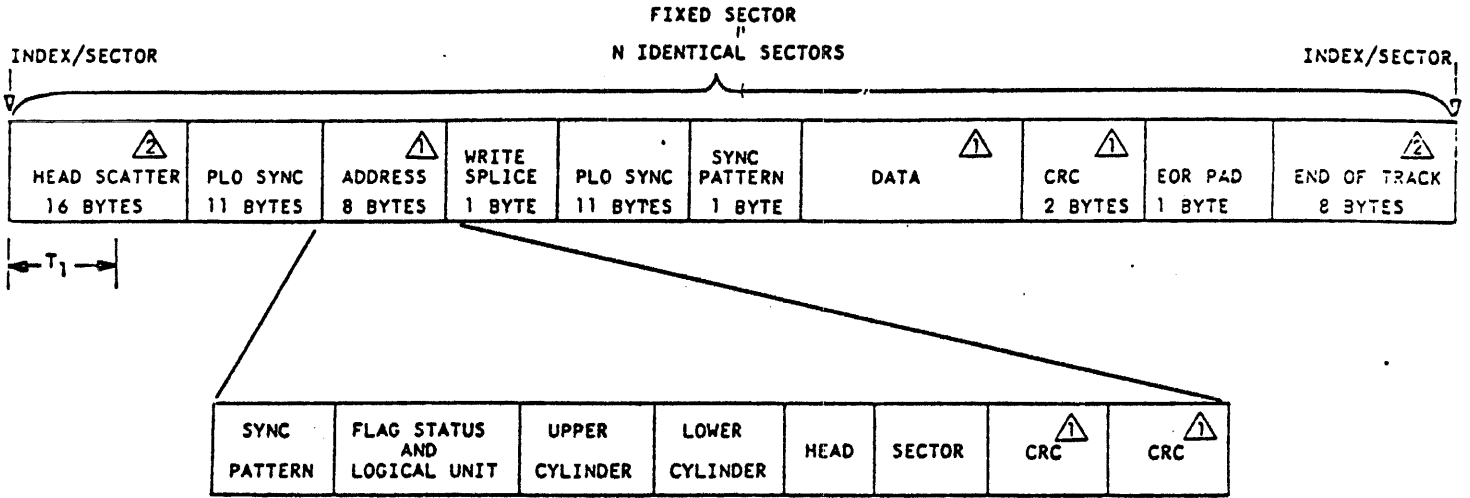 FIXED SECTOR
"
N IDENTICAL SECTORS
INDEX/SECTOR
INDEX/SECTOR
2
HEAD SCATTER
16 BYTES
PLO SYNC
11 BYTES
1
ADDRESS
8 BYTES
WRITE
SPLICE
1 BYTE
PLO SYNC
11 BYTES
SYNC
PATTERN
1 BYTE
1
DATA
1
CRC
2 BYTES
EOR PAD
1 BYTE
2
END OF TRACK
8 BYTES
T1
SYNC
PATTERN
FLAG STATUS
AND
LOGICAL UNIT
UPPER
CYLINDER
LOWER
CYLINDER
HEAD
SECTOR
1
CRC
1
CRC